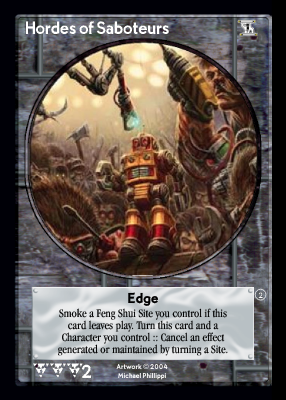 Hordes of Saboteurs
Edge
2
Smoke a Feng Shui Site you control if this
card leaves play. Turn this card and a
Character you control :: Cancel an effect
generated or maintained by turning a Site.
2
Artwork © 2004
Michael Phillippi